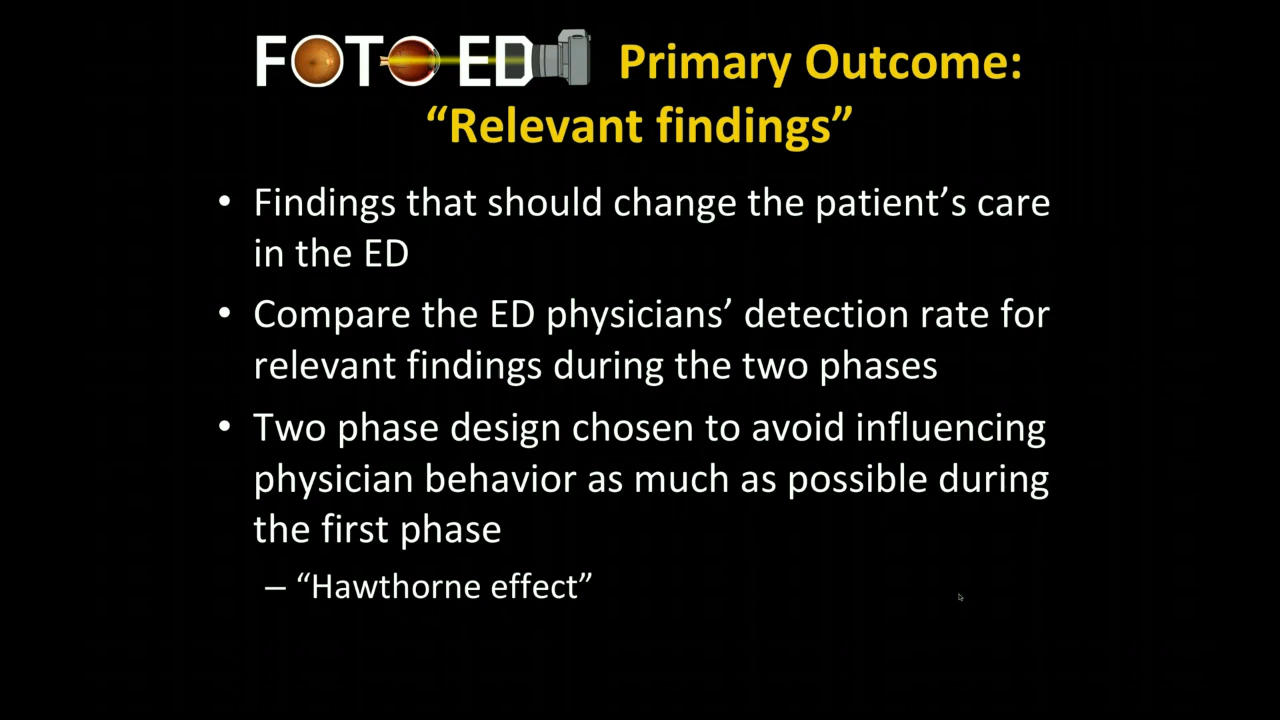 FOTO ED Primary Outcome:
“Relevant findings”
• Findings that should change the patient’s care
in the ED
• Compare the ED physicians’ detection rate for
relevant findings during the two phases
• Two phase design chosen to avoid influencing
physician behavior as much as possible during
the first phase
– “Hawthorne effect”